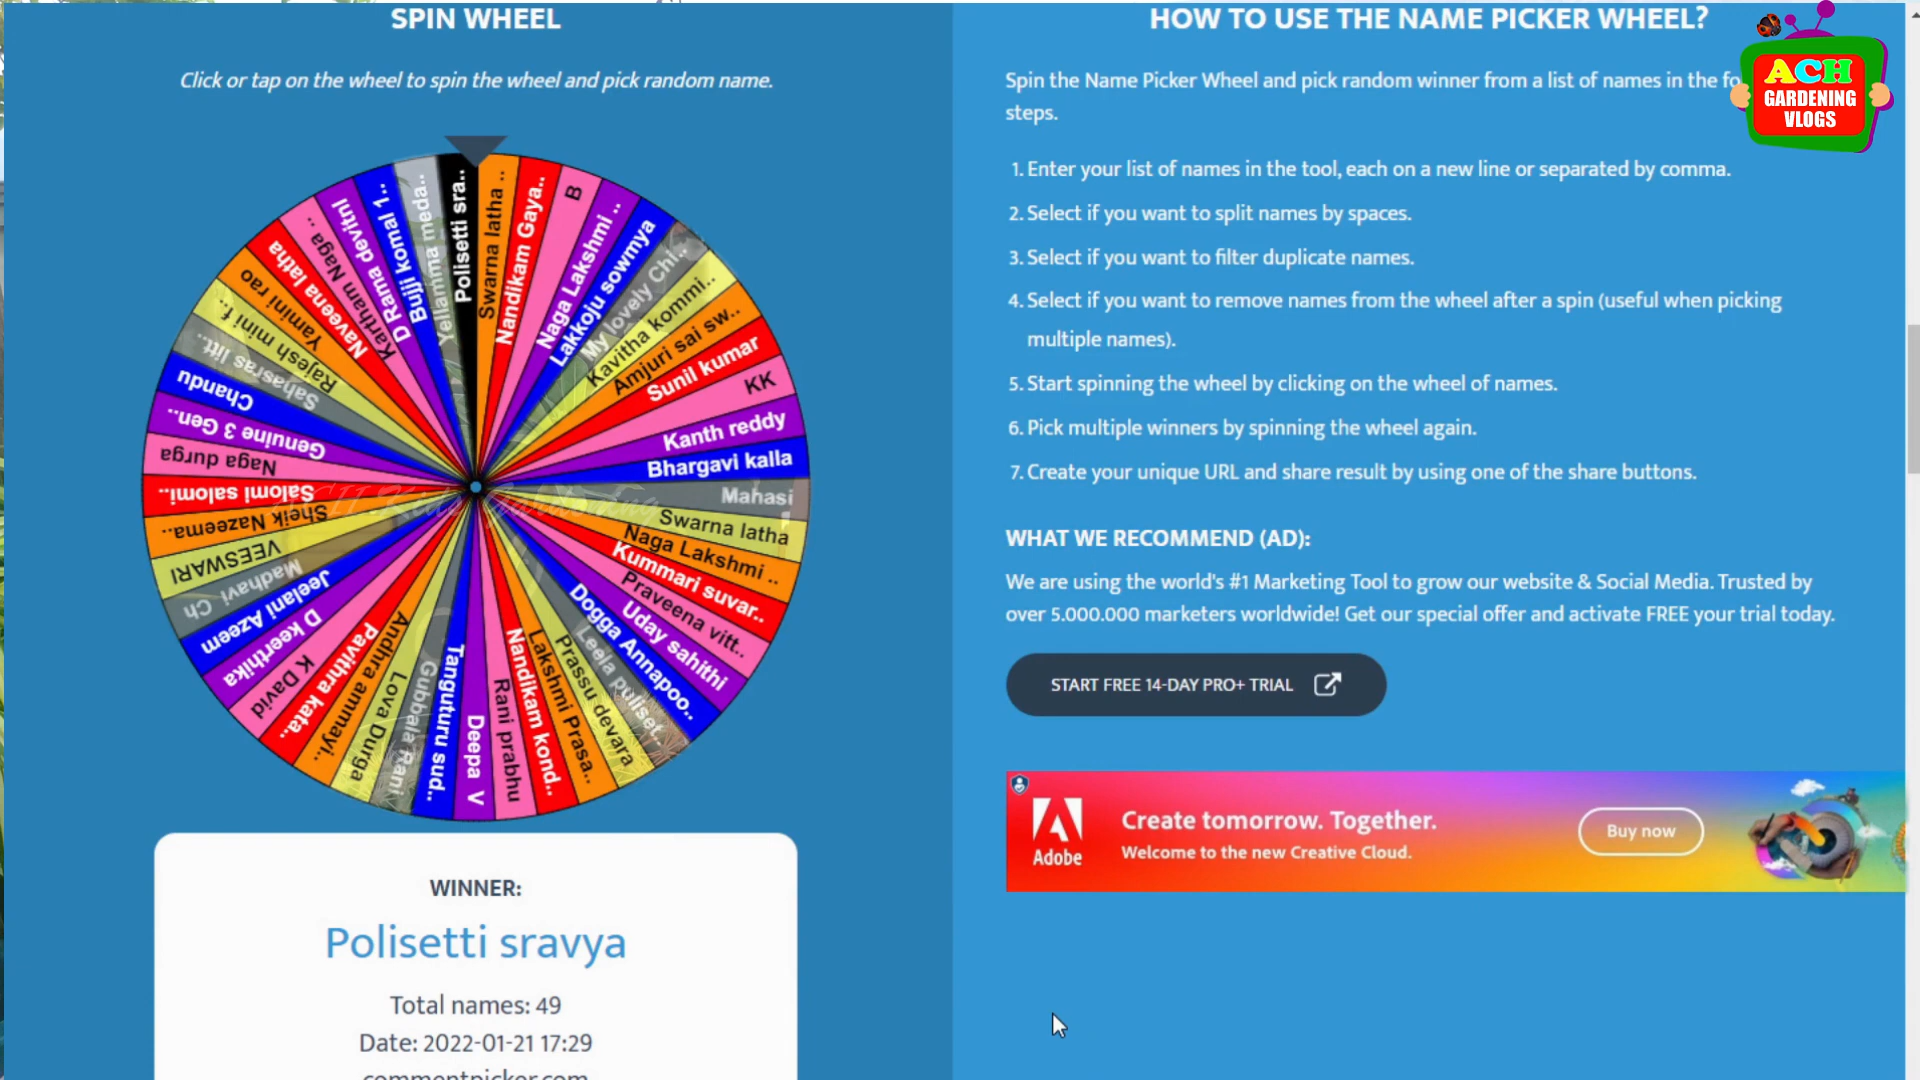 SPIN WHEEL
Click or tap on the wheel to spin the wheel and pick random name.
Polisetti sra..
Swarna latha ..
Nandikam Gaya..
B
Naga Lakshmi ..
Lakkoju sowmya
My lovely Chi..
Kavitha kommi..
Amjuri sai sw..
Sunil kumar
KK
Kanth reddy
Bhargavi kalla
Mahasi
Swarna latha
Naga Lakshmi ..
Kummari suvar..
Praveena vitt..
Uday sahithi
Dogga Annapoo..
Leela puliset..
Prassu devara
Lakshmi Prasa..
Nandikam kond..
Rani prabhu
Deepa V
Tanguturu sud..
Gubbala Rani
Lova Durga
Andhra ammayi..
Pavithra kata..
K David
D keerthika
Jeelani Azeem
Madhavi Ch
VEESWARI
Sheik Nazeema..
Salomi salomi..
Naga durga
Genuine 3 Gen..
Chandu
Sahasras litt..
Rajesh mini f..
Yamini rao
Naveena latha
Kartham Naga ..
D Rama devitnl
Bujji komal 1..
Yellamma meda..
WINNER:
Polisetti sravya
Total names: 49
Date: 2022-01-21 17:29
commentpicker.com
HOW TO USE THE NAME PICKER WHEEL?
Spin the Name Picker Wheel and pick random winner from a list of names in the fo
steps.
1. Enter your list of names in the tool, each on a new line or separated by comma.
2. Select if you want to split names by spaces.
3. Select if you want to filter duplicate names.
4. Select if you want to remove names from the wheel after a spin (useful when picking
multiple names).
5. Start spinning the wheel by clicking on the wheel of names.
6. Pick multiple winners by spinning the wheel again.
7. Create your unique URL and share result by using one of the share buttons.
WHAT WE RECOMMEND (AD):
We are using the world's #1 Marketing Tool to grow our website & Social Media. Trusted by
over 5.000.000 marketers worldwide! Get our special offer and activate FREE your trial today.
START FREE 14-DAY PRO+ TRIAL
Adobe
Create tomorrow. Together.
Welcome to the new Creative Cloud.
Buy now
ACH
GARDENING
VLOGS